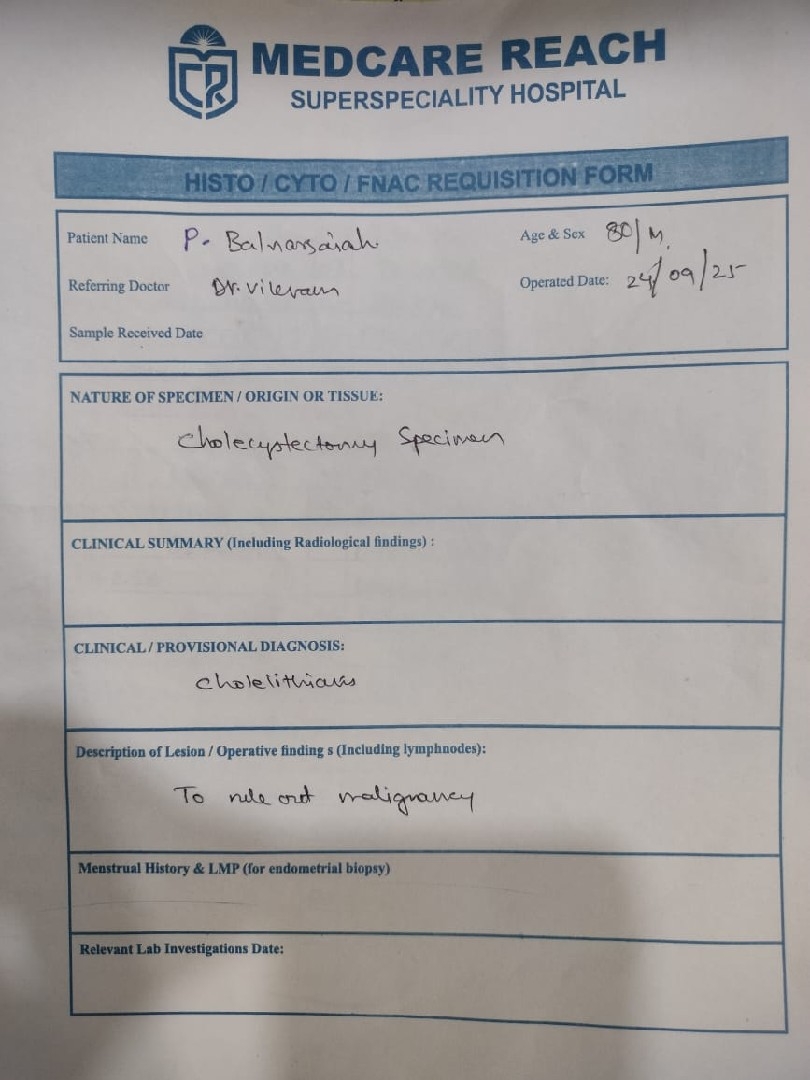 MEDCARE REACH
SUPERSPECIALITY HOSPITAL
HISTO / CYTO / FNAC REQUISITION FORM
Patient Name P. Balnarsaiah Age & Sex 80/M.
Referring Doctor Dr. Vikram Operated Date: 24/09/25
Sample Received Date
NATURE OF SPECIMEN / ORIGIN OR TISSUE:
Cholecystectomy Specimen
CLINICAL SUMMARY (Including Radiological findings) :
CLINICAL / PROVISIONAL DIAGNOSIS:
Cholelithiasis
Description of Lesion / Operative finding s (Including lymphnodes):
To rule out malignancy
Menstrual History & LMP (for endometrial biopsy)
Relevant Lab Investigations Date: